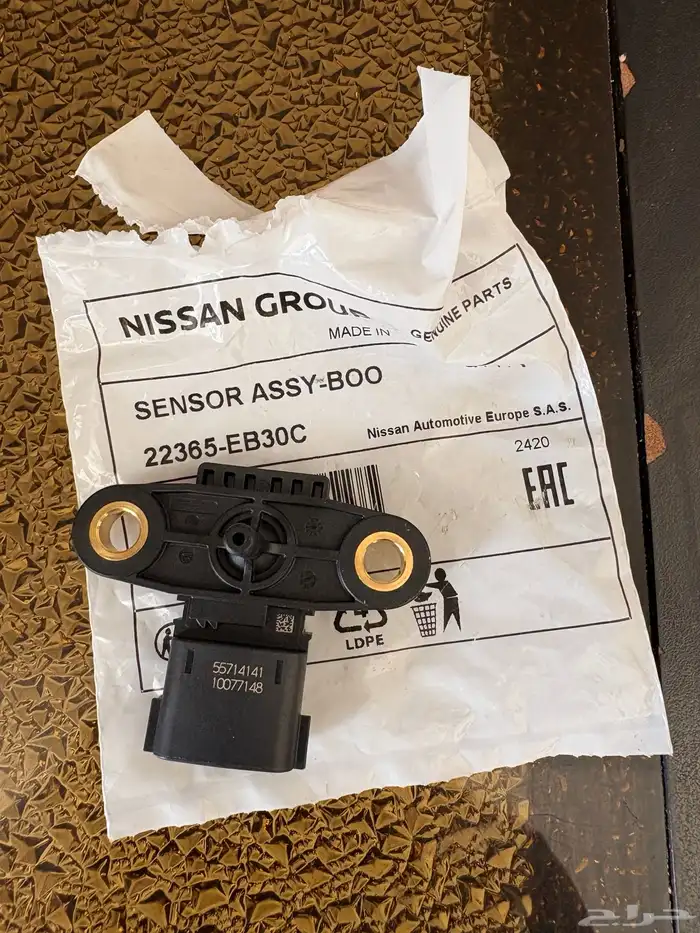 NISSAN GROU
MADE IN
GENUINE PARTS
SENSOR ASSY-BOO
22365-EB30C
Nissan Automotive Europe S.A.S.
2420
EAC
LDPE
55714141
10077148
حراج